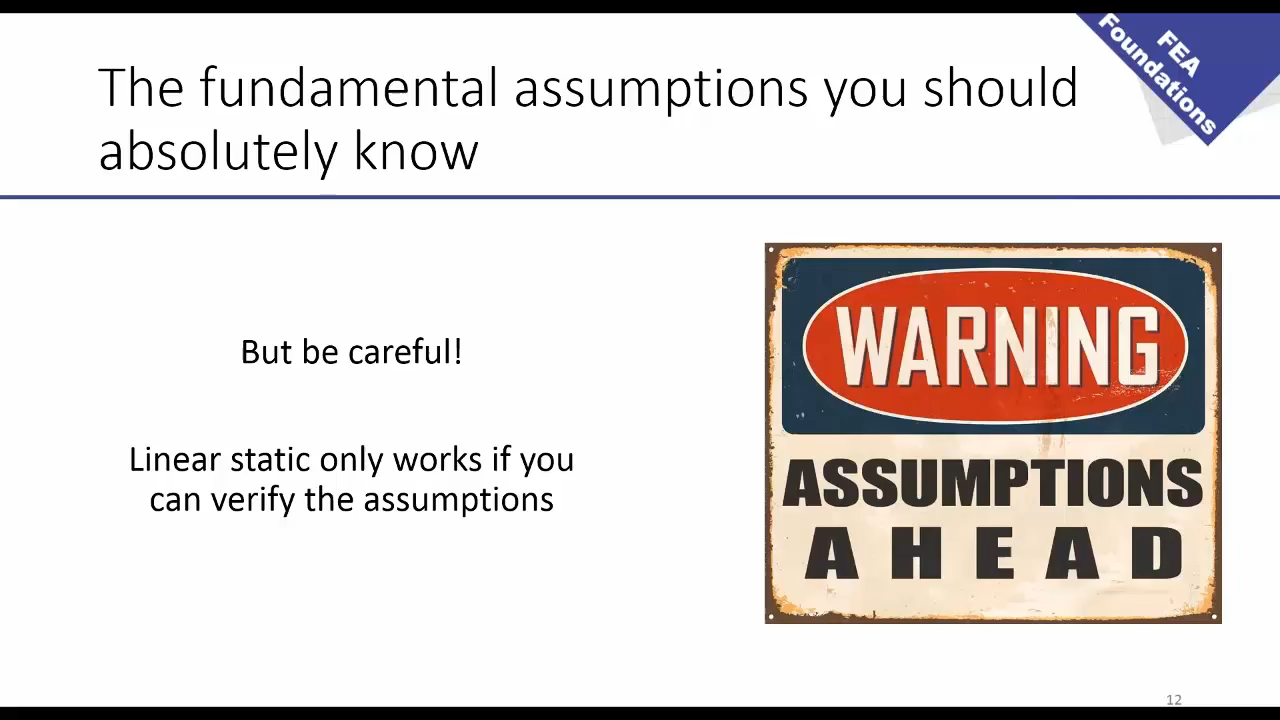 The fundamental assumptions you should
absolutely know
FEA
Foundations
But be careful!
Linear static only works if you
can verify the assumptions
WARNING
ASSUMPTIONS
AHEAD
12